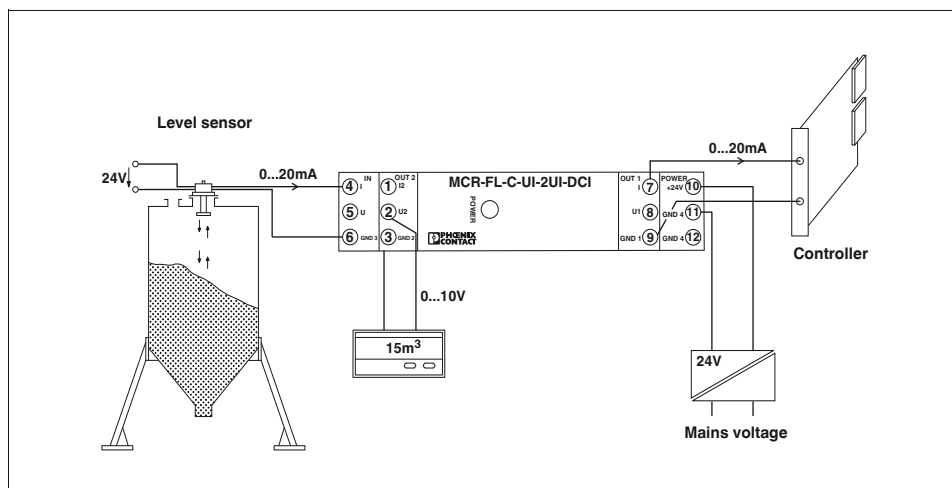 Level sensor
24V
0...20mA
4 I IN
5 U
6 GND 3
1 OUT 2 I2
2 U2
3 GND 2
MCR-FL-C-UI-2UI-DCI
POWER
PHŒNIX
CONTACT
OUT 1
I 7
U1 8
GND 1 9
POWER
+24V 10
GND 4 11
GND 4 12
0...20mA
Controller
0...10V
15m³
24V
Mains voltage